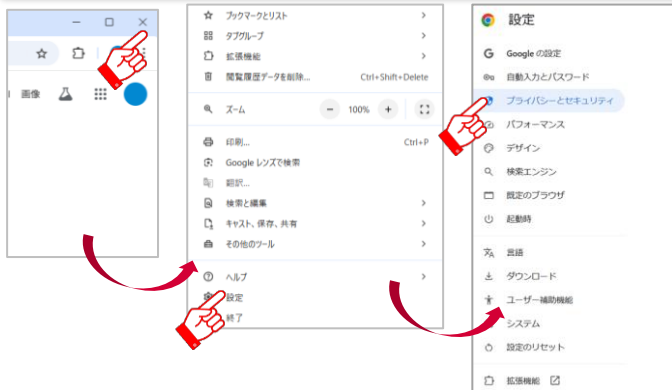 画像
ブックマークとリスト
タブグループ
拡張機能
閲覧履歴データを削除... Ctrl+Shift+Delete
ズーム － 100% ＋
印刷... Ctrl+P
Google レンズで検索
翻訳...
検索と編集
キャスト、保存、共有
その他のツール
ヘルプ
設定
終了
設定
Google の設定
自動入力とパスワード
プライバシーとセキュリティ
パフォーマンス
デザイン
検索エンジン
既定のブラウザ
起動時
言語
ダウンロード
ユーザー補助機能
システム
設定のリセット
拡張機能